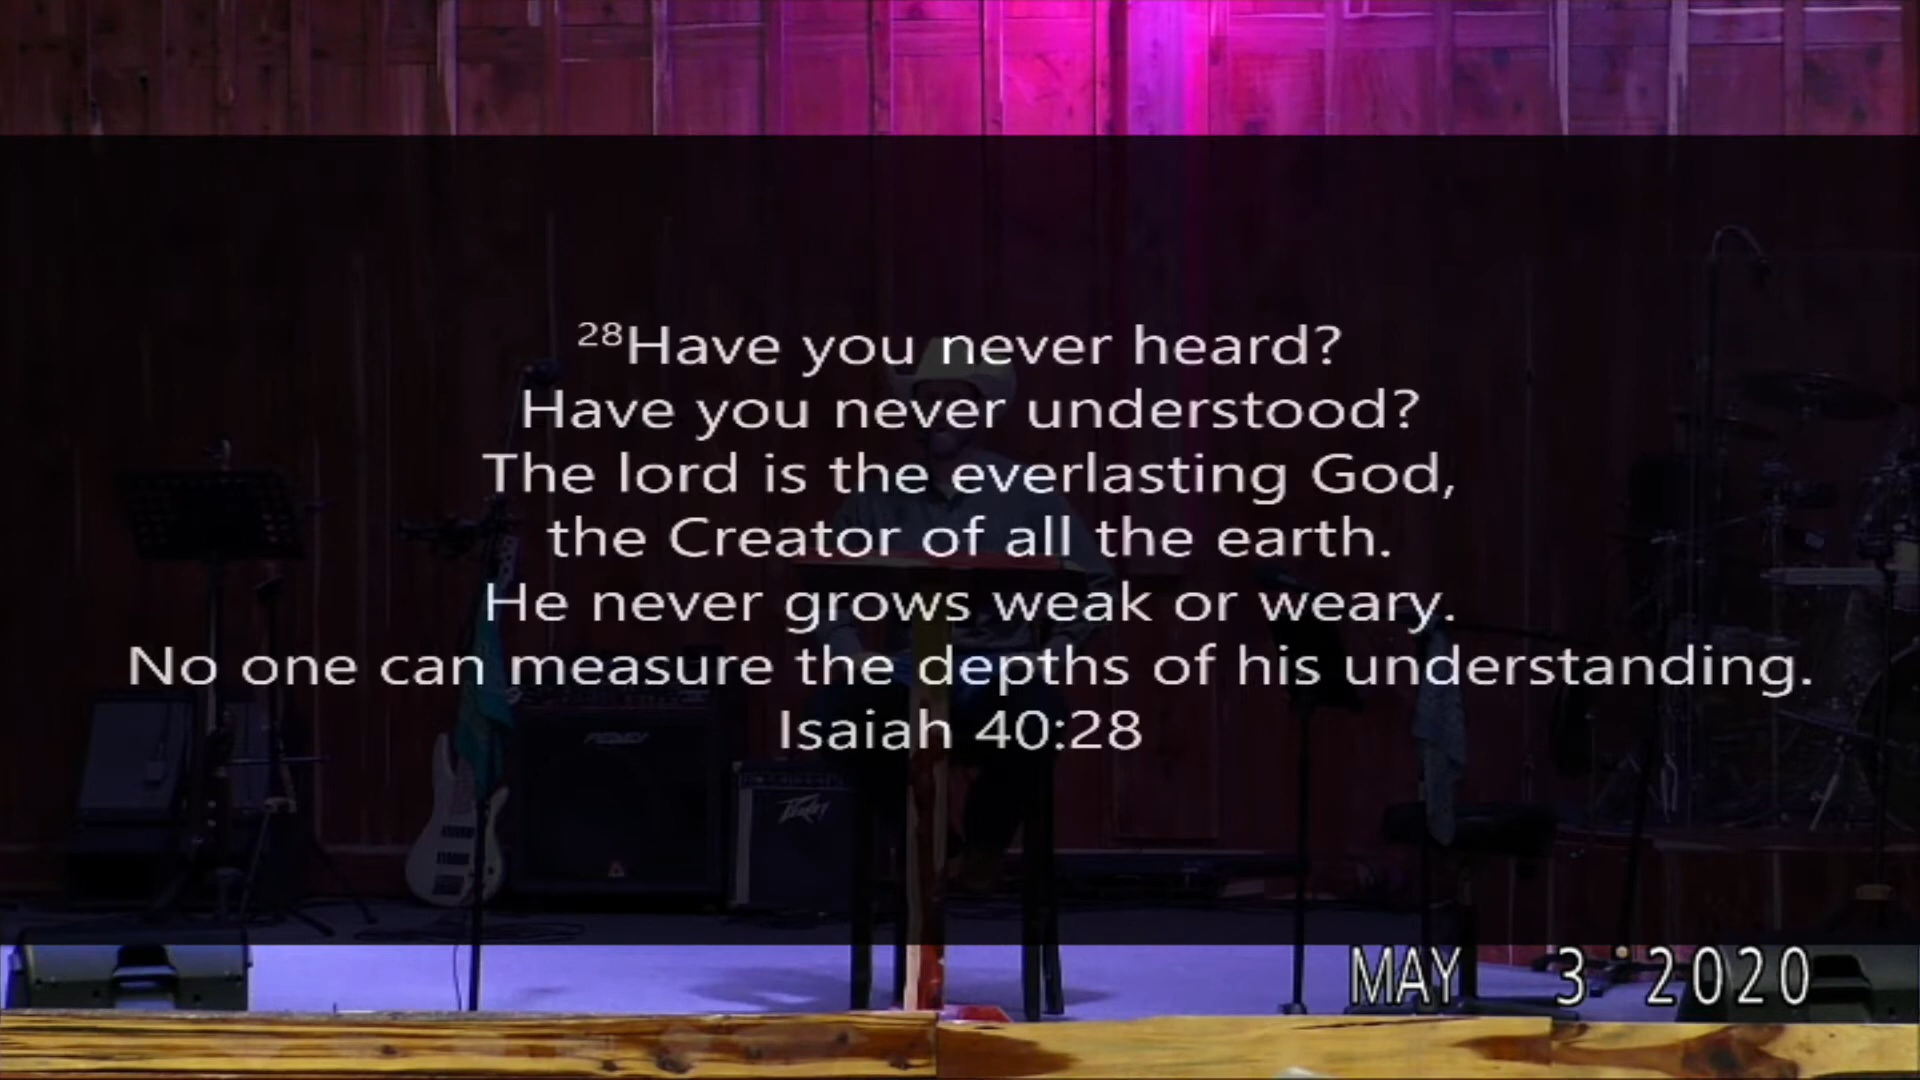 28Have you never heard?
Have you never understood?
The lord is the everlasting God,
the Creator of all the earth.
He never grows weak or weary.
No one can measure the depths of his understanding.
Isaiah 40:28
PEAVEY
PEAVEY
MAY 3 2020